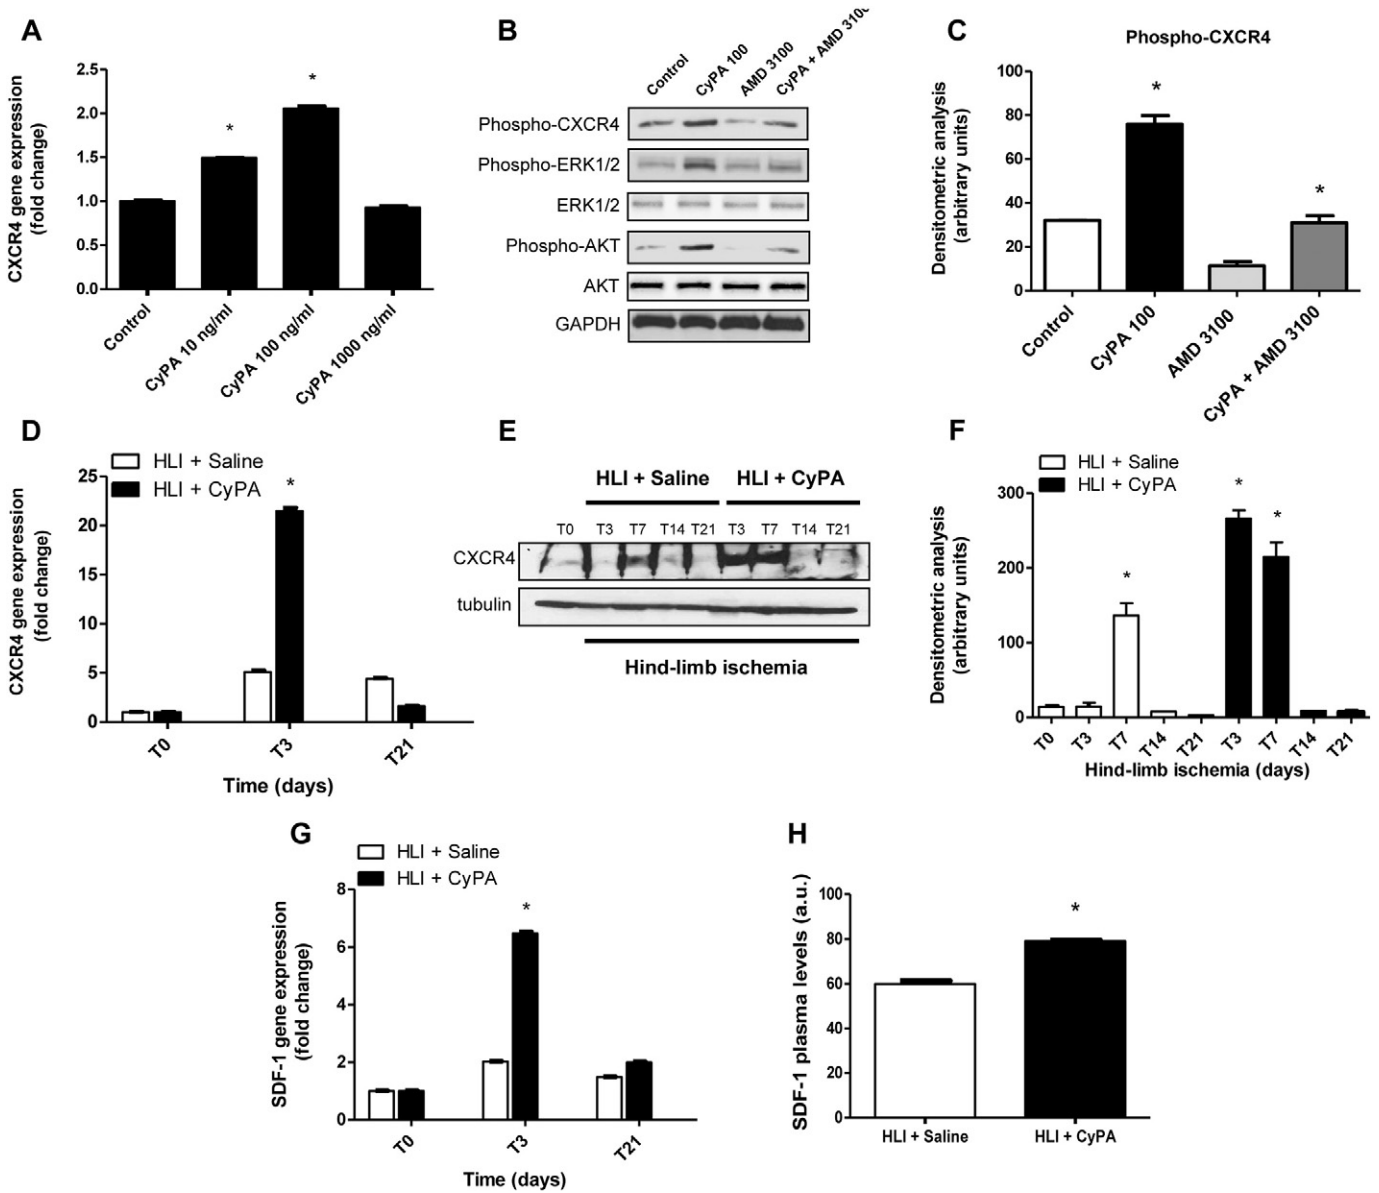 A
CXCR4 gene expression
(fold change)
2.5
2.0
1.5
1.0
0.5
0.0
*
*
Control
CyPA 10 ng/ml
CyPA 100 ng/ml
CyPA 1000 ng/ml
B
Control
CyPA 100
AMD 3100
CyPA + AMD 3100
Phospho-CXCR4
Phospho-ERK1/2
ERK1/2
Phospho-AKT
AKT
GAPDH
C
Phospho-CXCR4
Densitometric analysis
(arbitrary units)
100
80
60
40
20
0
*
*
Control
CyPA 100
AMD 3100
CyPA + AMD 3100
D
HLI + Saline
HLI + CyPA
CXCR4 gene expression
(fold change)
25
20
15
10
5
0
*
T0
T3
T21
Time (days)
E
HLI + Saline HLI + CyPA
T0 T3 T7 T14 T21 T3 T7 T14 T21
CXCR4
tubulin
Hind-limb ischemia
F
HLI + Saline
HLI + CyPA
Densitometric analysis
(arbitrary units)
300
200
100
0
*
*
*
T0 T3 T7 T14 T21 T3 T7 T14 T21
Hind-limb ischemia (days)
G
HLI + Saline
HLI + CyPA
SDF-1 gene expression
(fold change)
8
6
4
2
0
*
T0
T3
T21
Time (days)
H
SDF-1 plasma levels (a.u.)
100
80
60
40
20
0
*
HLI + Saline HLI + CyPA